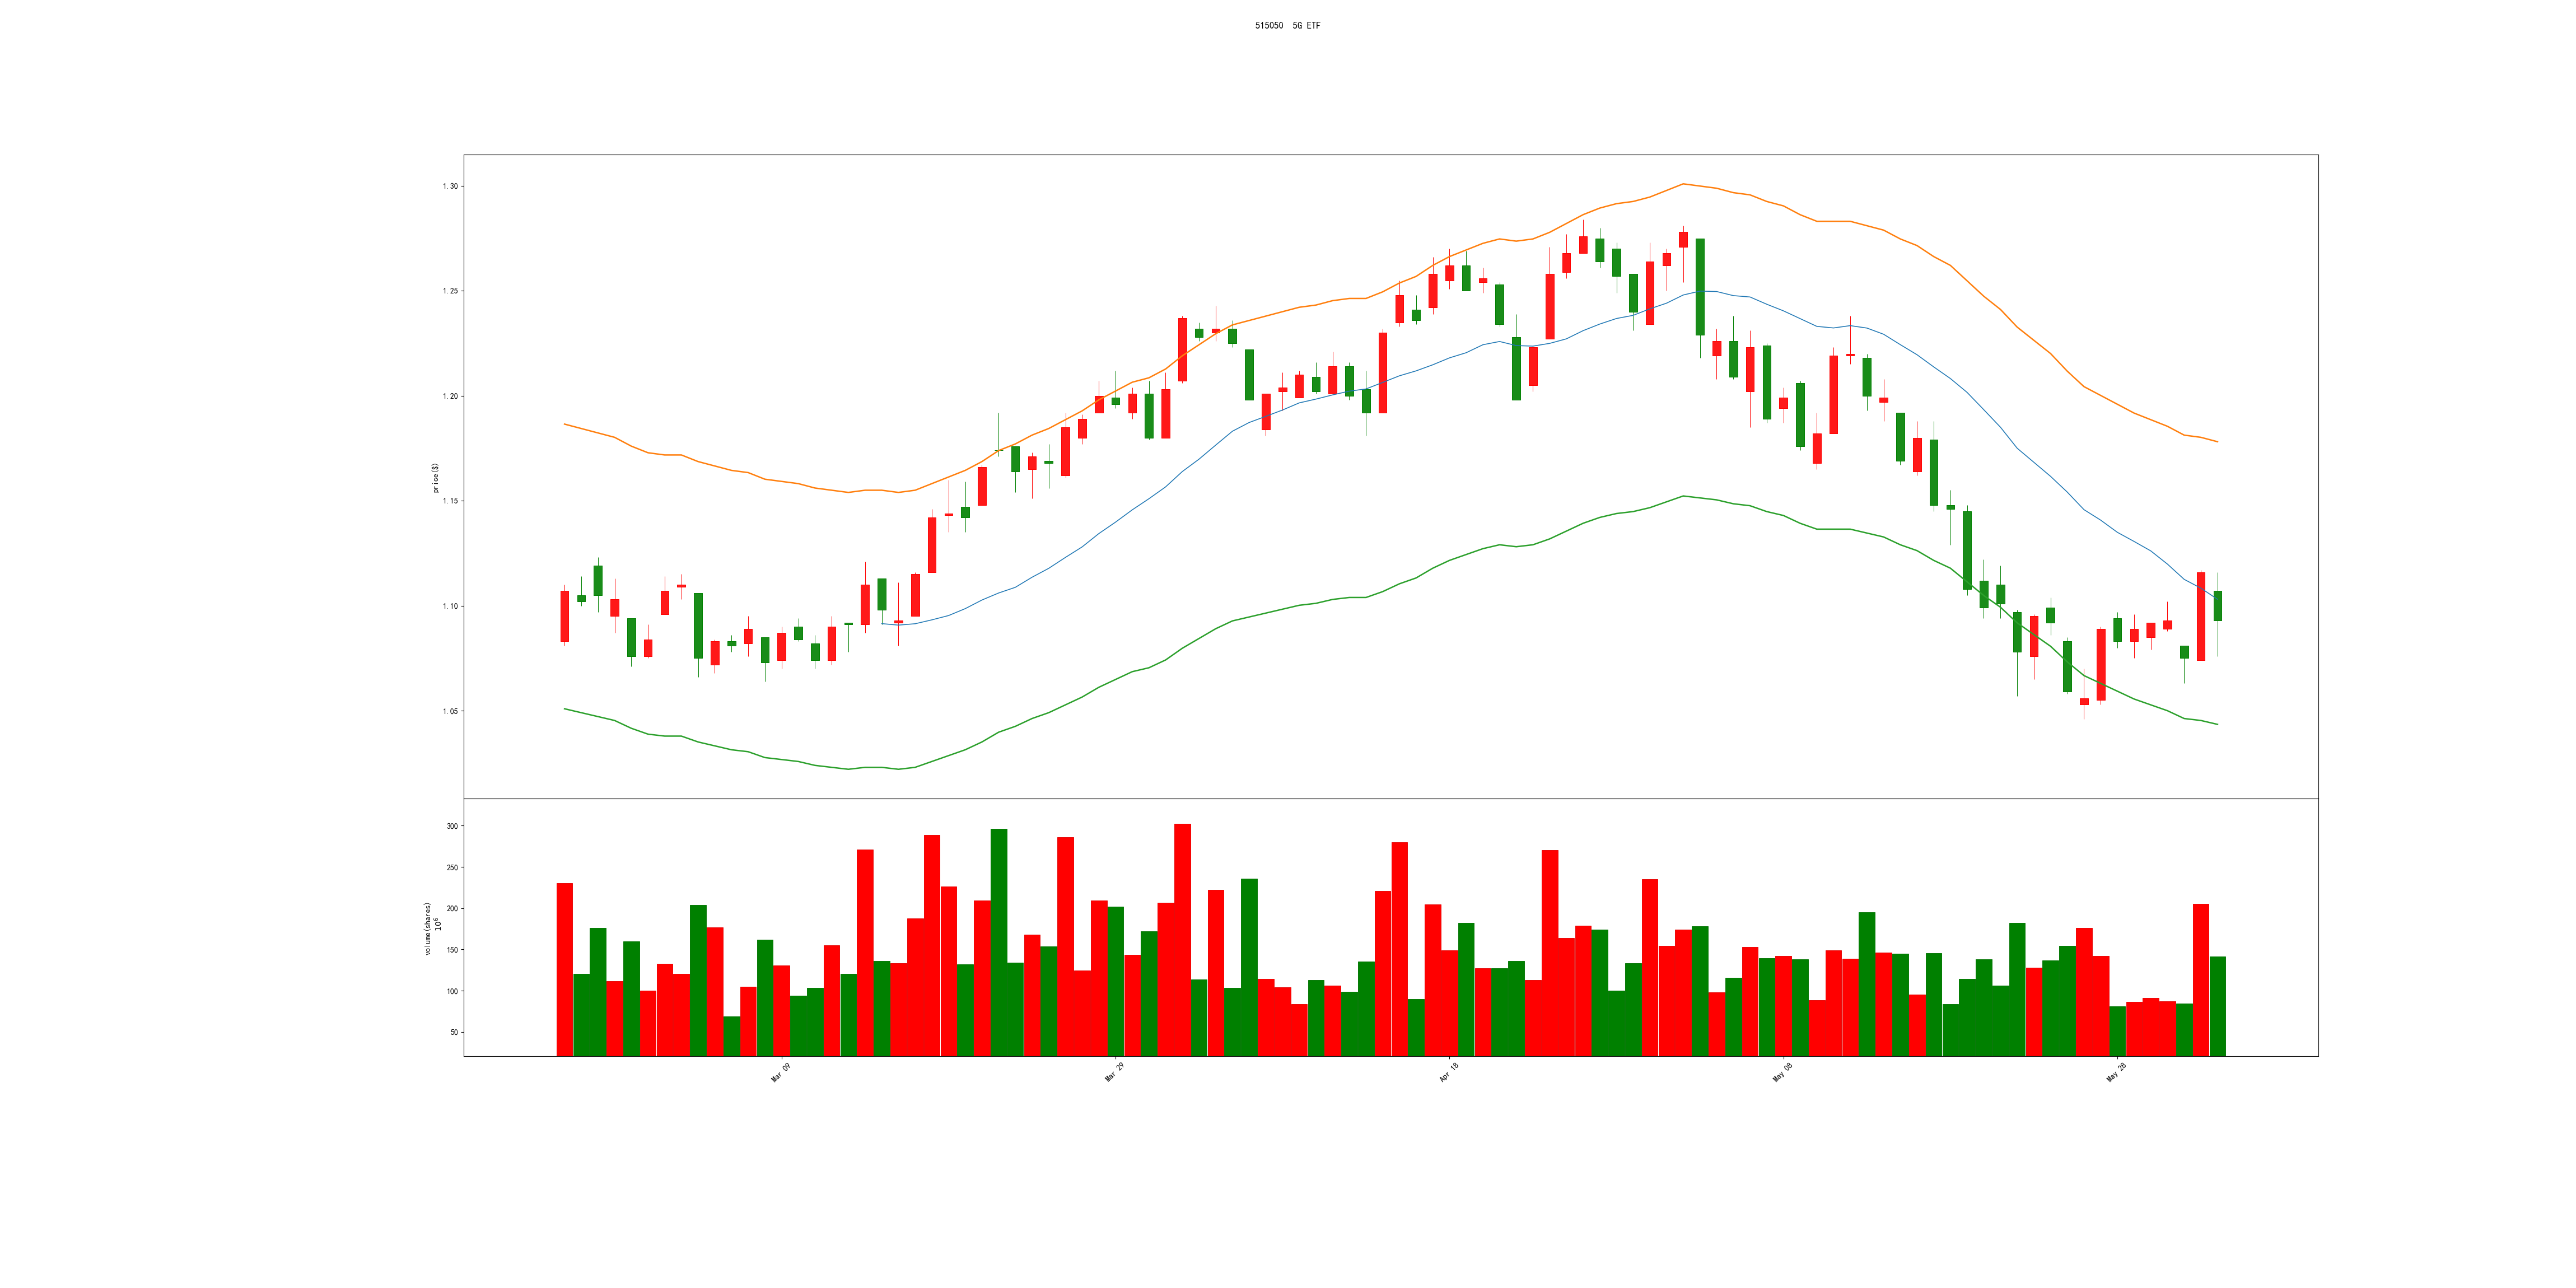 515050  5G ETF
1.30
1.25
1.20
1.15
1.10
1.05
price($)
300
250
200
150
100
50
volume(shares)
10^6
Mar 09
Mar 29
Apr 18
May 08
May 28